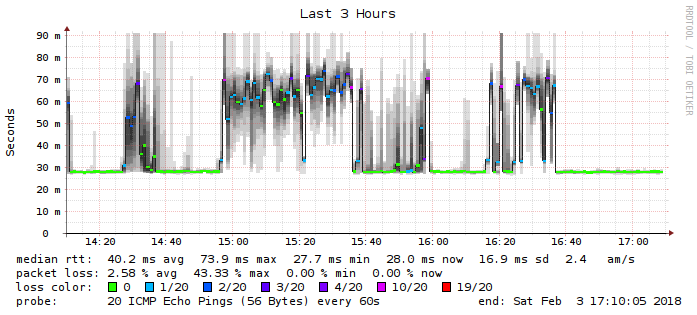 Last 3 Hours
RRDTOOL / TOBI OETIKER
Seconds
90 m
80 m
70 m
60 m
50 m
40 m
30 m
20 m
10 m
0
14:20 14:40 15:00 15:20 15:40 16:00 16:20 16:40 17:00
median rtt: 40.2 ms avg 73.9 ms max 27.7 ms min 28.0 ms now 16.9 ms sd 2.4 am/s
packet loss: 2.58 % avg 43.33 % max 0.00 % min 0.00 % now
loss color: 0 1/20 2/20 3/20 4/20 10/20 19/20
probe: 20 ICMP Echo Pings (56 Bytes) every 60s end: Sat Feb 3 17:10:05 2018